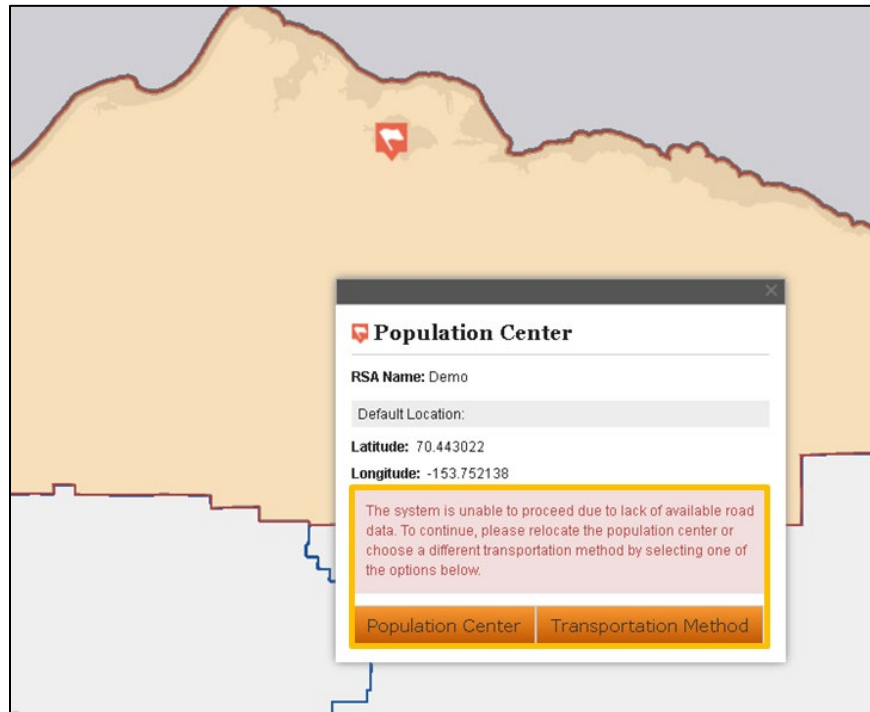 Population Center
RSA Name: Demo
Default Location:
Latitude: 70.443022
Longitude: -153.752138
The system is unable to proceed due to lack of available road
data. To continue, please relocate the population center or
choose a different transportation method by selecting one of
the options below.
Population Center Transportation Method